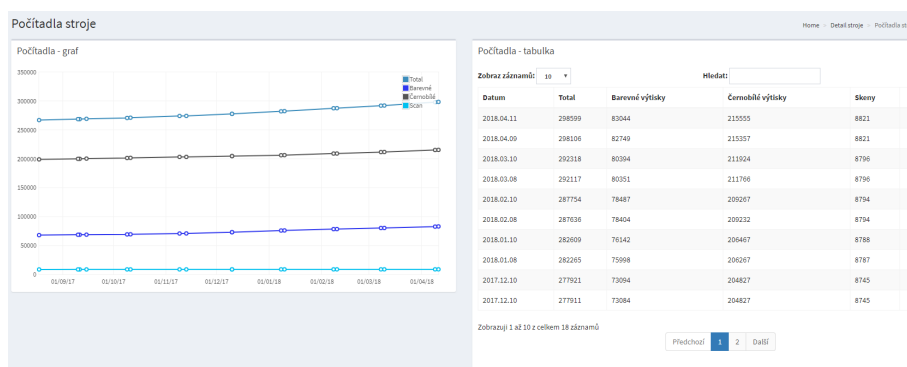 Počítadla stroje
Home > Detail stroje > Počítadla st
Počítadla - graf
350000
300000
250000
200000
150000
100000
50000
0
Total
Barevné
Černobílé
Scan
01/09/17 01/10/17 01/11/17 01/12/17 01/01/18 01/02/18 01/03/18 01/04/18
Počítadla - tabulka
Zobraz záznamů: 10 Hledat:
Datum Total Barevné výtisky Černobílé výtisky Skeny
2018.04.11 298599 83044 215555 8821
2018.04.09 298106 82749 215357 8821
2018.03.10 292318 80394 211924 8796
2018.03.08 292117 80351 211766 8796
2018.02.10 287754 78487 209267 8794
2018.02.08 287636 78404 209232 8794
2018.01.10 282609 76142 206467 8788
2018.01.08 282265 75998 206267 8787
2017.12.10 277921 73094 204827 8745
2017.12.10 277911 73084 204827 8745
Zobrazuji 1 až 10 z celkem 18 záznamů
Předchozí 1 2 Další